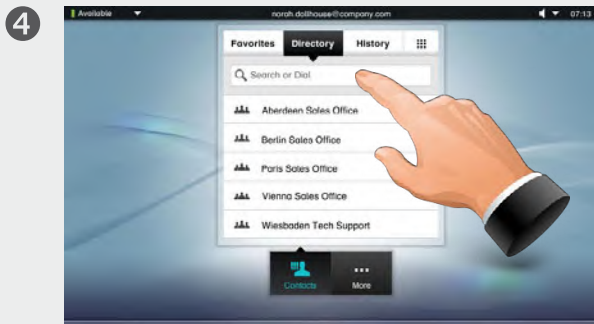 4
Available norah.dollhouse@company.com 07:13
Favorites Directory History
Search or Dial
Aberdeen Sales Office
Berlin Sales Office
Paris Sales Office
Vienna Sales Office
Wiesbaden Tech Support
Contacts More